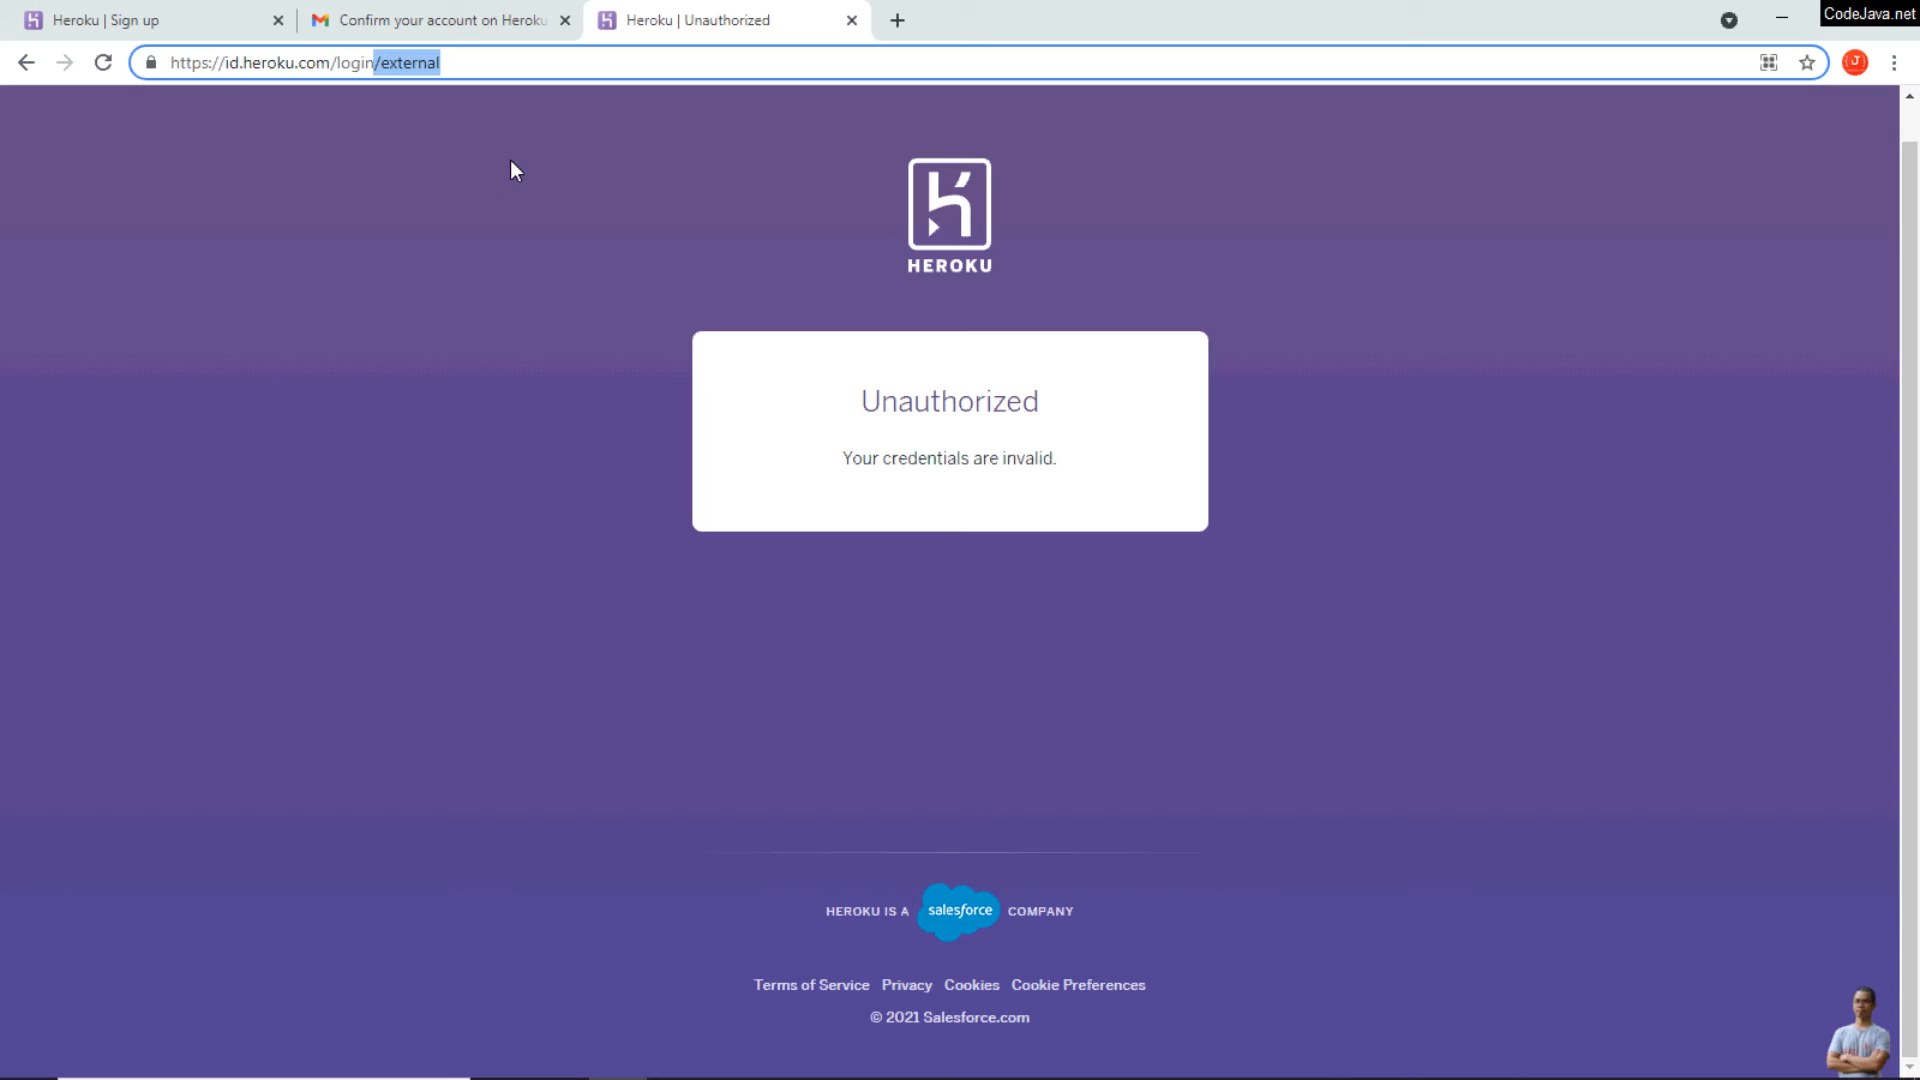 Heroku | Sign up
Confirm your account on Heroku
Heroku | Unauthorized
CodeJava.net
https://id.heroku.com/login/external
HEROKU
Unauthorized
Your credentials are invalid.
HEROKU IS A salesforce COMPANY
Terms of Service Privacy Cookies Cookie Preferences
© 2021 Salesforce.com